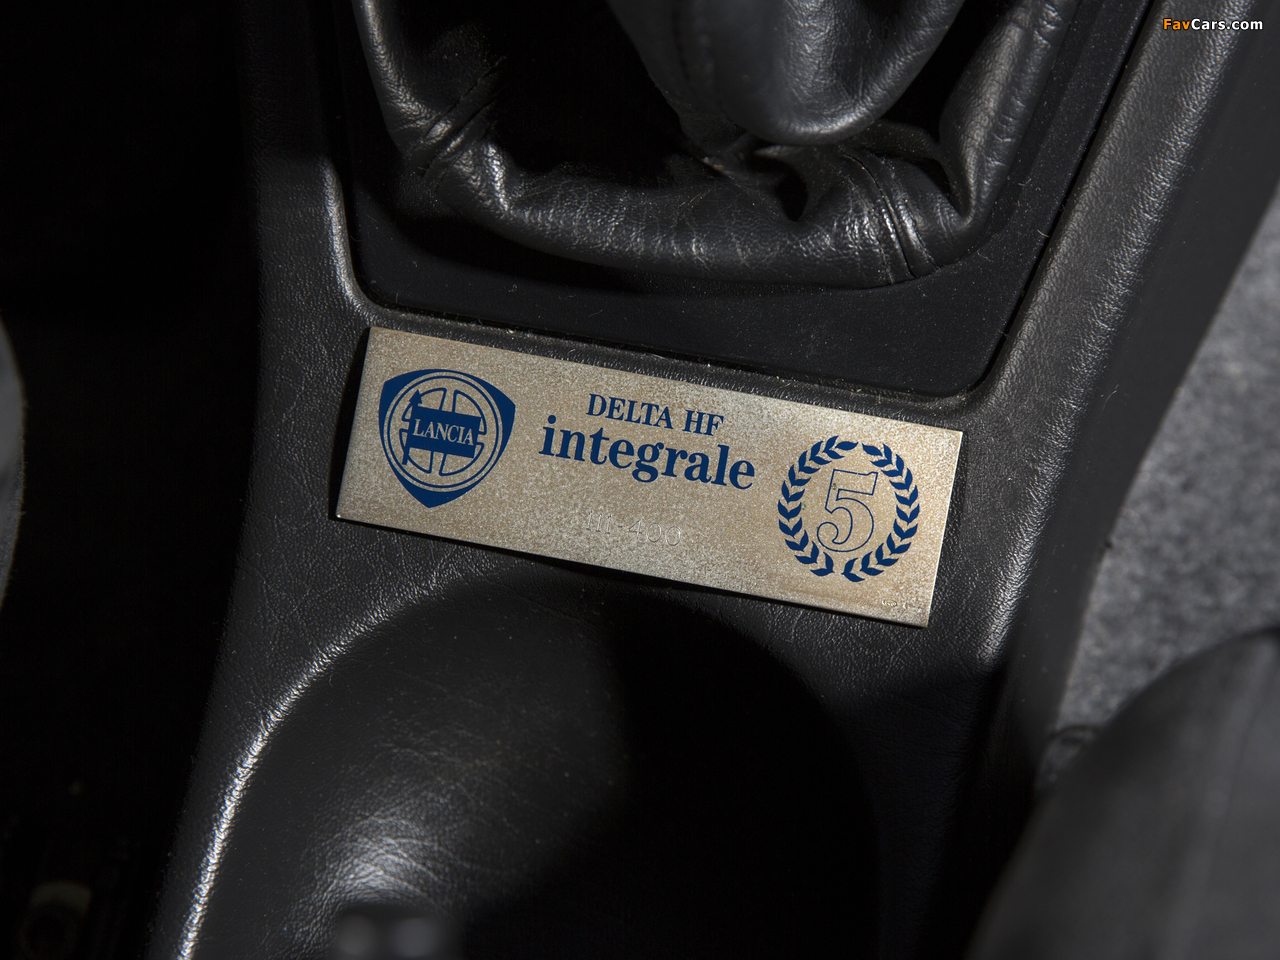 FavCars.com
LANCIA
DELTA HF
integrale
5